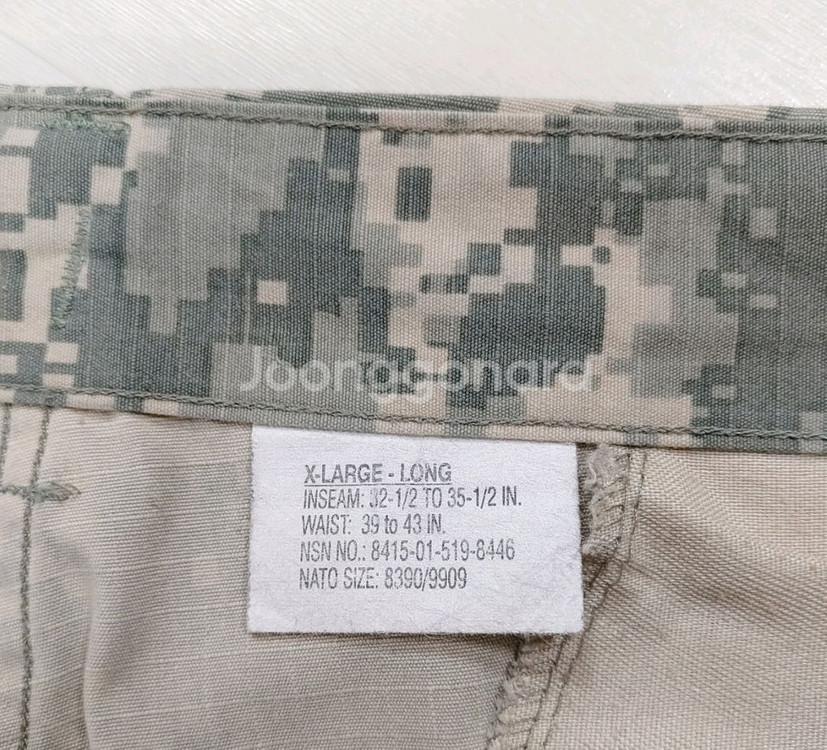 Joonggonara
X-LARGE - LONG
INSEAM: 32-1/2 TO 35-1/2 IN.
WAIST: 39 to 43 IN.
NSN NO.: 8415-01-519-8446
NATO SIZE: 8390/9909